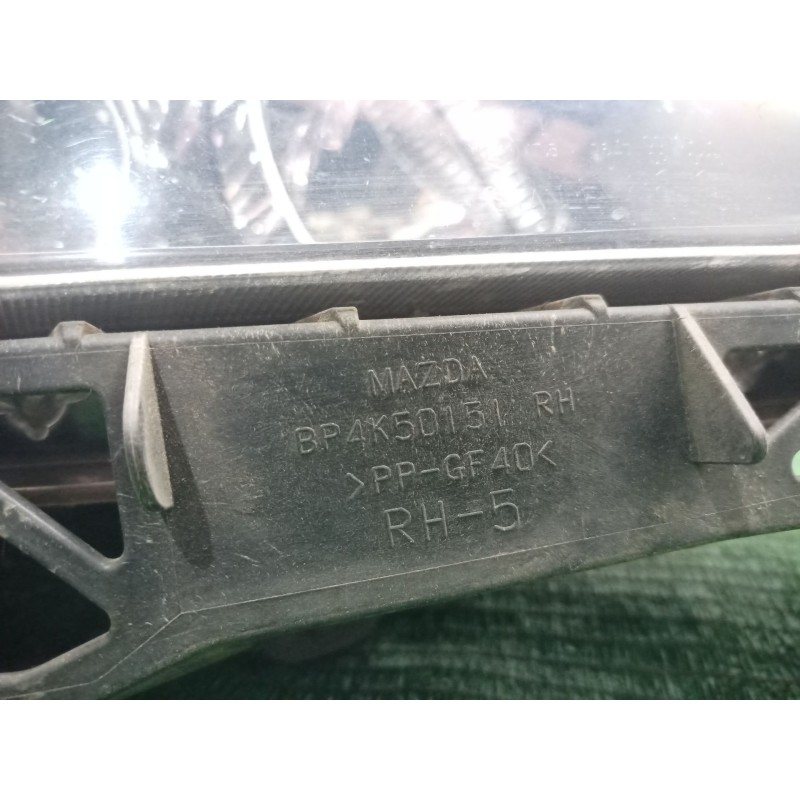 MAZDA
BP4K50151 RH
>PP-GF40<
RH-5